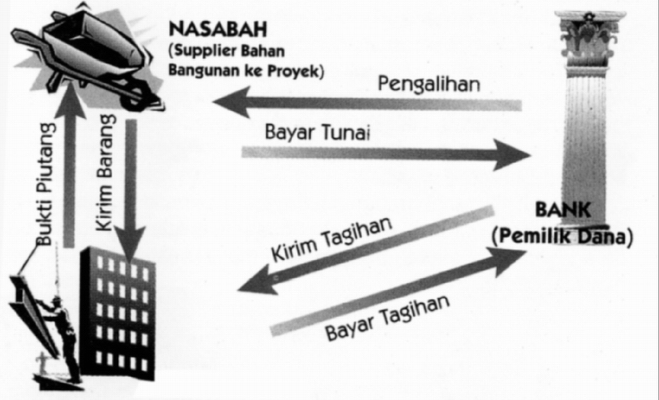 NASABAH
(Supplier Bahan
Bangunan ke Proyek)
Pengalihan
Bayar Tunai
Bukti Piutang
Kirim Barang
BANK
(Pemilik Dana)
Kirim Tagihan
Bayar Tagihan